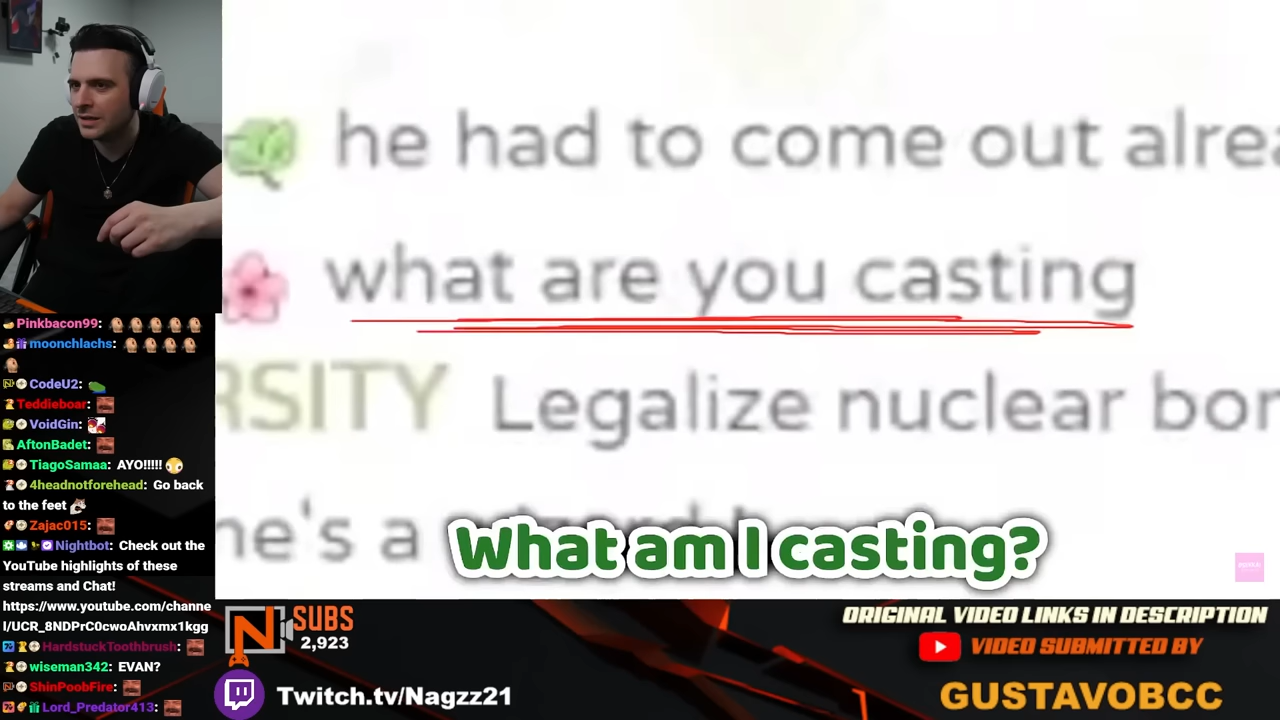 he had to come out alrea
what are you casting
RSITY Legalize nuclear bor
he's a
What am I casting?
Pinkbacon99:
moonchlachs:
CodeU2:
Teddieboar:
VoidGin:
AftonBadet:
TiagoSamaa: AYO!!!!!
4headnotforehead: Go back
to the feet
Zajac015:
Nightbot: Check out the
YouTube highlights of these
streams and Chat!
https://www.youtube.com/channe
l/UCR_8NDPrC0cwoAhvxmx1kgg
HardstuckToothbrush:
wiseman342: EVAN?
ShinPoobFire:
Lord_Predator413:
N SUBS
2,923
Twitch.tv/Nagzz21
ORIGINAL VIDEO LINKS IN DESCRIPTION
VIDEO SUBMITTED BY
GUSTAVOBCC